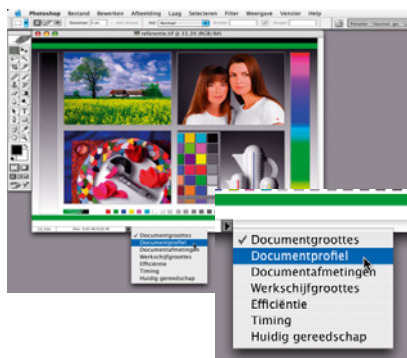 Photoshop Bestand Bewerken Afbeelding Laag Selecteren Filter Weergave Venster Help
referentie.tif @ 33,3% (RGB/8#)
✓ Documentgroottes
Documentprofiel
Documentafmetingen
Werkschijfgroottes
Efficiëntie
Timing
Huidig gereedschap
✓ Documentgroottes
Documentprofiel
Documentafmetingen
Werkschijfgroottes
Efficiëntie
Timing
Huidig gereedschap